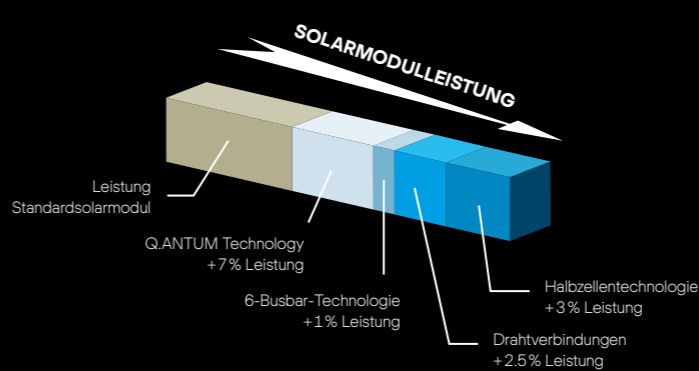 SOLARMODULLEISTUNG
Leistung
Standardsolarmodul
Q.ANTUM Technology
+7 % Leistung
6-Busbar-Technologie
+1 % Leistung
Halbzellentechnologie
+3 % Leistung
Drahtverbindungen
+2.5 % Leistung